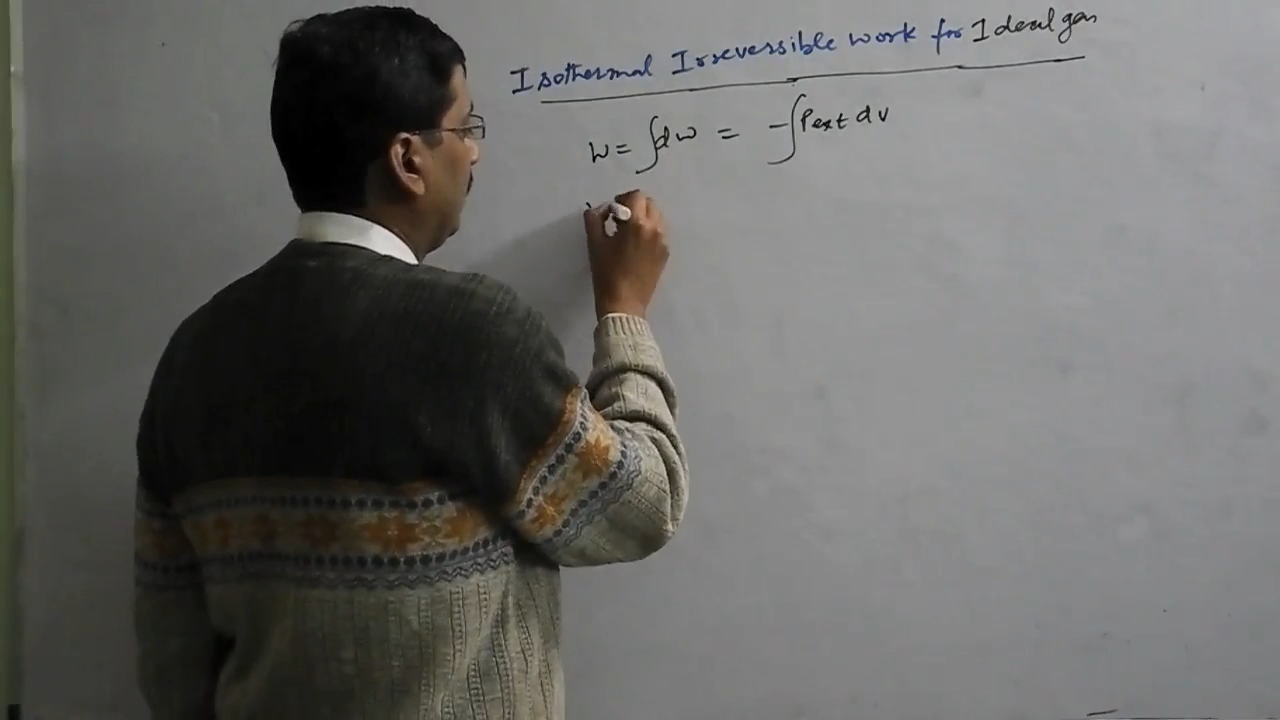 Isothermal Irreversible work for Ideal gas
W = ∫dw = -∫Pext dv